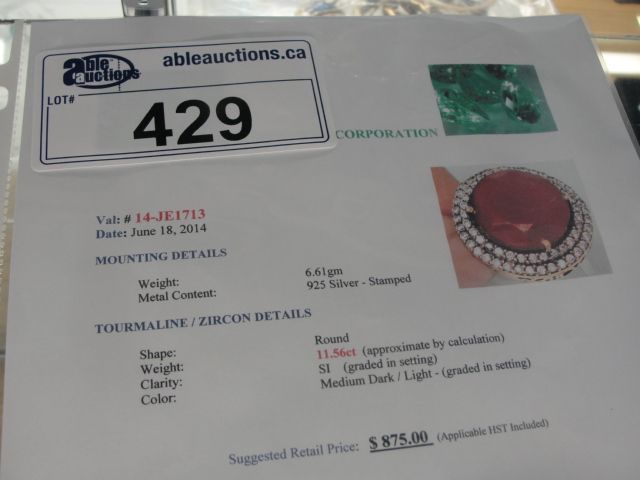 able auctions
ableauctions.ca
LOT#
429
CORPORATION
Val: # 14-JE1713
Date: June 18, 2014
MOUNTING DETAILS
Weight: 6.61gm
Metal Content: 925 Silver - Stamped
TOURMALINE / ZIRCON DETAILS
Shape: Round
Weight: 11.56ct (approximate by calculation)
Clarity: SI (graded in setting)
Color: Medium Dark / Light - (graded in setting)
Suggested Retail Price: $ 875.00 (Applicable HST Included)